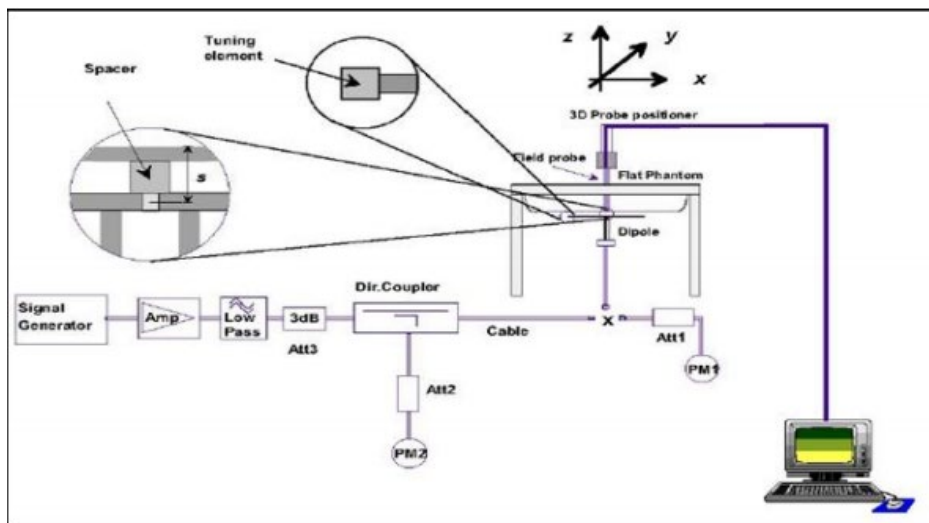 Tuning
element
Spacer
z
y
x
3D Probe positioner
Field probe
Flat Phantom
s
Dipole
Signal
Generator
Amp
Low
Pass
3dB
Att3
Dir.Coupler
Cable
x
Att1
PM1
Att2
PM2